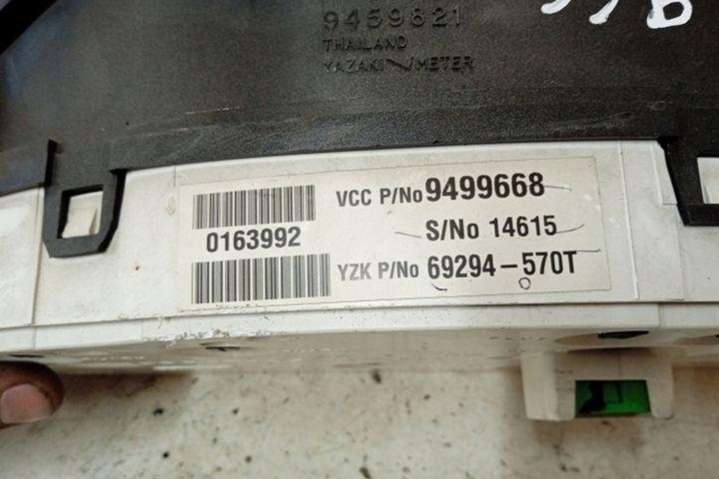 9459821
THAILAND
YAZAKI METER
VCC P/No 9499668
0163992
S/No 14615
YZK P/No 69294-570T